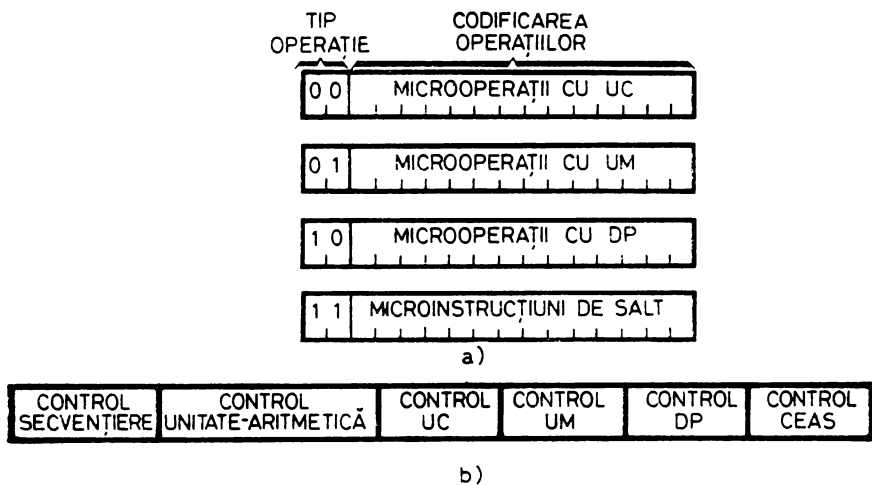 TIP CODIFICAREA
OPERAȚIE OPERAȚIILOR
0 0 MICROOPERAȚII CU UC
0 1 MICROOPERAȚII CU UM
1 0 MICROOPERAȚII CU DP
1 1 MICROINSTRUCȚIUNI DE SALT
a)
CONTROL CONTROL CONTROL CONTROL CONTROL CONTROL
SECVENȚIERE UNITATE-ARITMETICĂ UC UM DP CEAS
b)